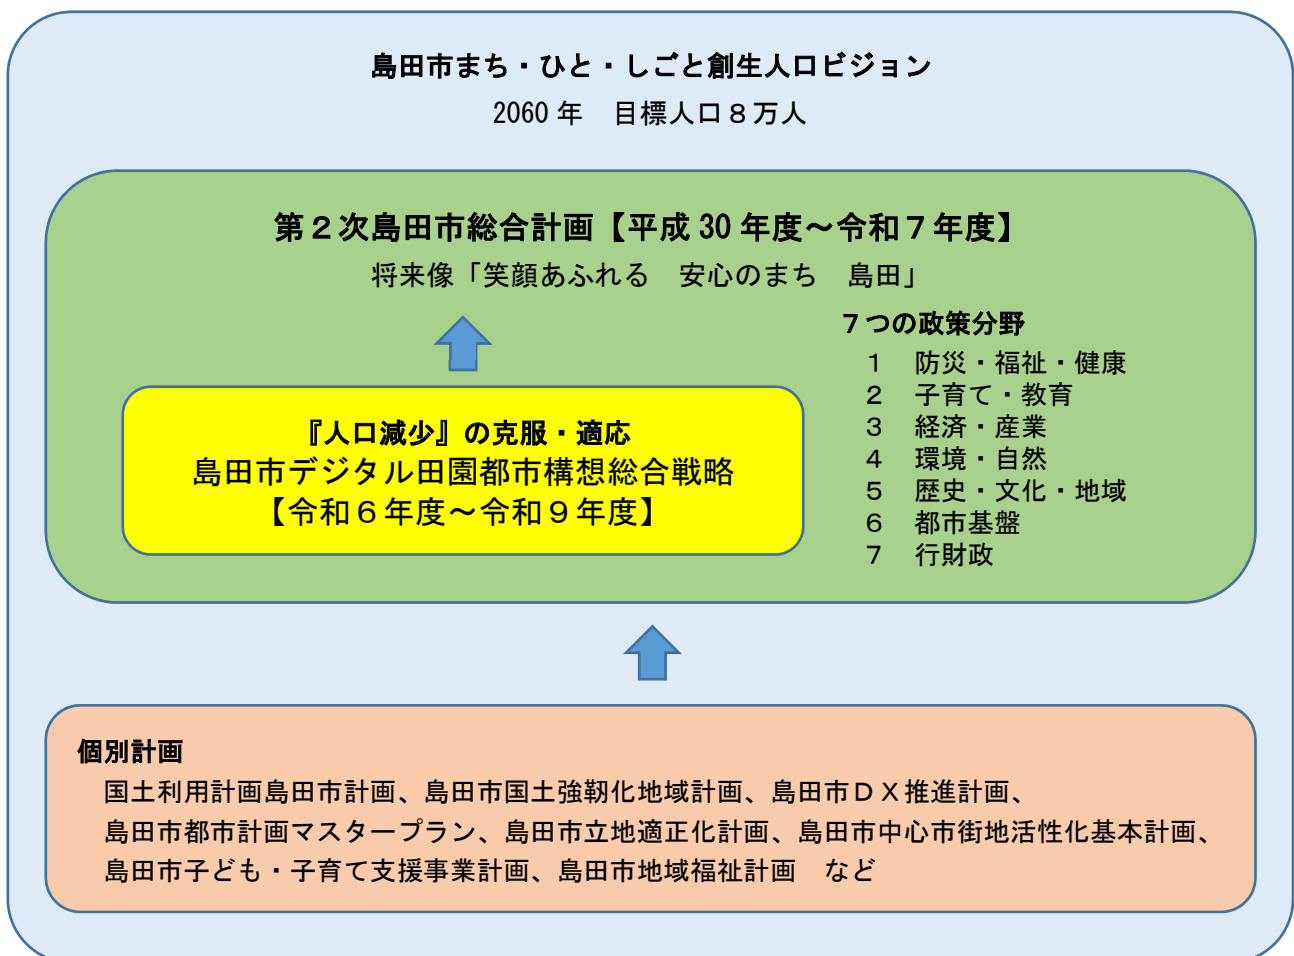 島田市まち・ひと・しごと創生人口ビジョン
2060 年　目標人口８万人
第２次島田市総合計画【平成 30 年度～令和７年度】
将来像「笑顔あふれる　安心のまち　島田」
『人口減少』の克服・適応
島田市デジタル田園都市構想総合戦略
【令和６年度～令和９年度】
７つの政策分野
１　防災・福祉・健康
２　子育て・教育
３　経済・産業
４　環境・自然
５　歴史・文化・地域
６　都市基盤
７　行財政
個別計画
国土利用計画島田市計画、島田市国土強靭化地域計画、島田市ＤＸ推進計画、
島田市都市計画マスタープラン、島田市立地適正化計画、島田市中心市街地活性化基本計画、
島田市子ども・子育て支援事業計画、島田市地域福祉計画　など